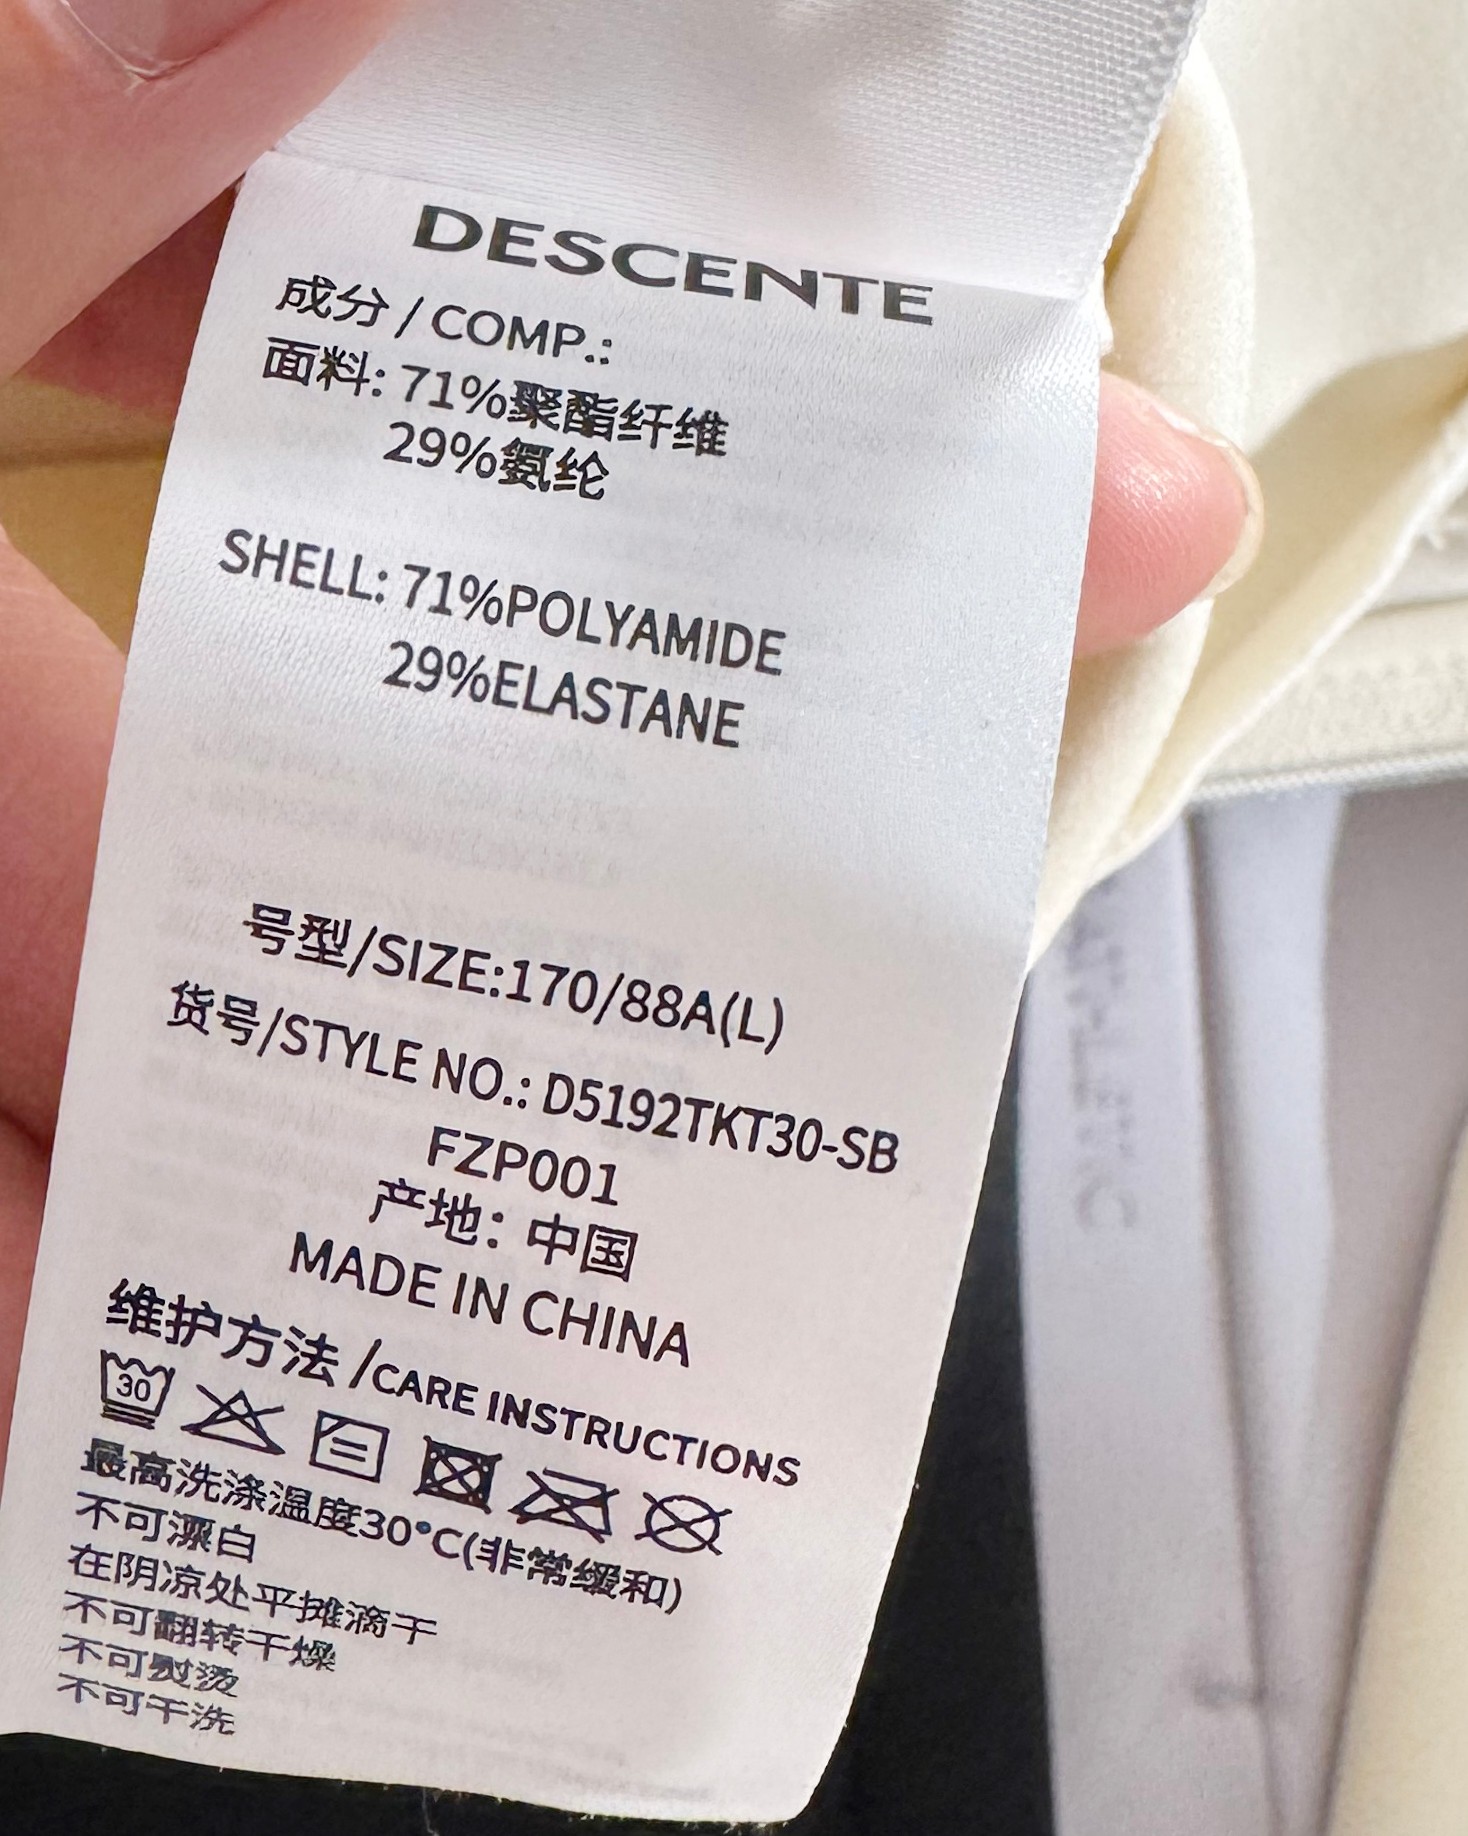 DESCENTE
成分 / COMP.:
面料: 71%聚酯纤维
29%氨纶
SHELL: 71%POLYAMIDE
29%ELASTANE
号型/SIZE:170/88A(L)
货号/STYLE NO.: D5192TKT30-SB
FZP001
产地: 中国
MADE IN CHINA
维护方法 /CARE INSTRUCTIONS
30
最高洗涤温度30°C(非常缓和)
不可漂白
在阴凉处平摊滴干
不可翻转干燥
不可熨烫
不可干洗